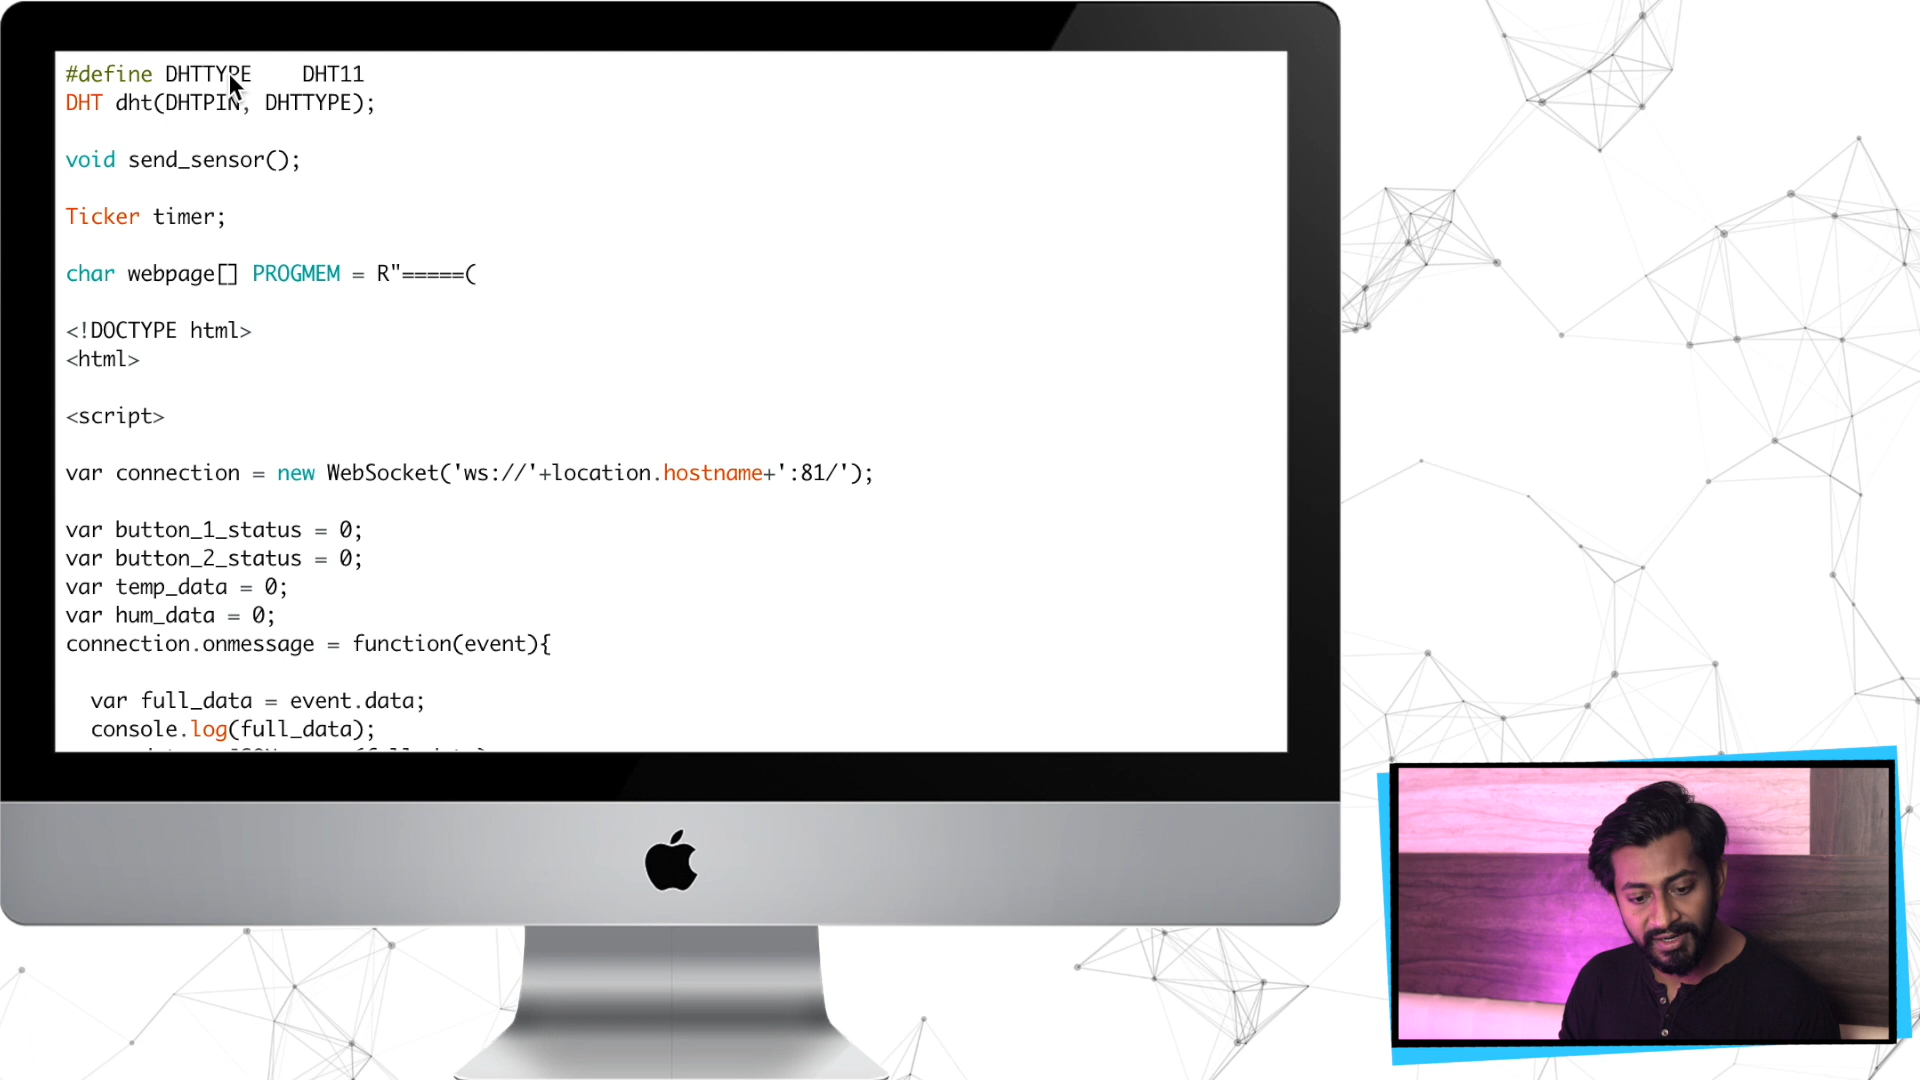 #define DHTTYPE    DHT11
DHT dht(DHTPIN, DHTTYPE);
void send_sensor();
Ticker timer;
char webpage[] PROGMEM = R"=====(
<!DOCTYPE html>
<html>
<script>
var connection = new WebSocket('ws://'+location.hostname+':81/');
var button_1_status = 0;
var button_2_status = 0;
var temp_data = 0;
var hum_data = 0;
connection.onmessage = function(event){
  var full_data = event.data;
  console.log(full_data);